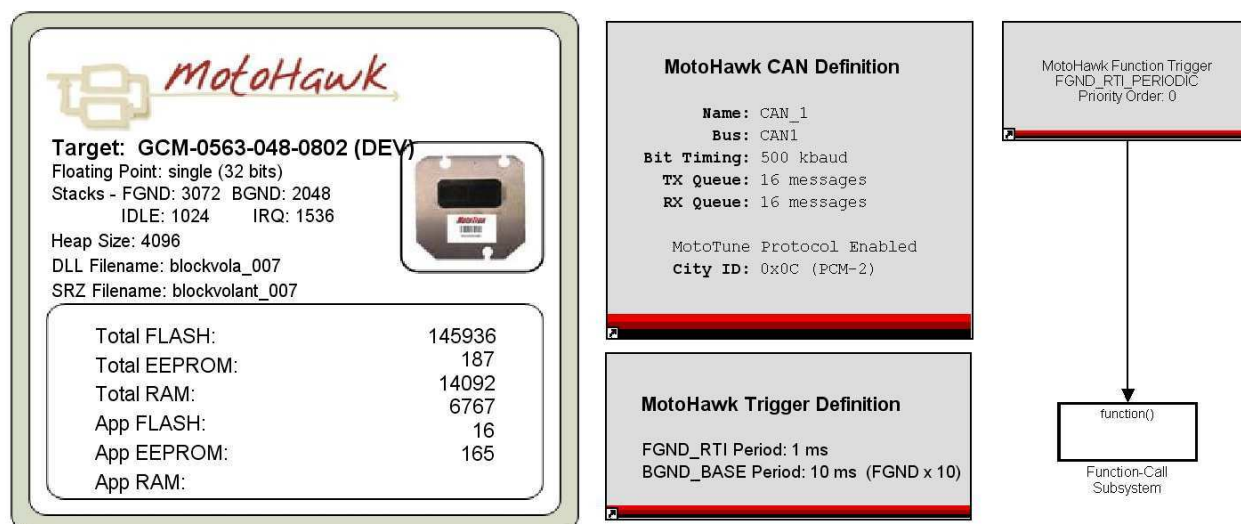 MotoHawk
Target: GCM-0563-048-0802 (DEV)
Floating Point: single (32 bits)
Stacks - FGND: 3072 BGND: 2048
IDLE: 1024 IRQ: 1536
Heap Size: 4096
DLL Filename: blockvola_007
SRZ Filename: blockvolant_007
MotoTron
Total FLASH: 145936
Total EEPROM: 187
Total RAM: 14092
App FLASH: 6767
App EEPROM: 16
App RAM: 165
MotoHawk CAN Definition
Name: CAN_1
Bus: CAN1
Bit Timing: 500 kbaud
TX Queue: 16 messages
RX Queue: 16 messages
MotoTune Protocol Enabled
City ID: 0x0C (PCM-2)
MotoHawk Trigger Definition
FGND_RTI Period: 1 ms
BGND_BASE Period: 10 ms (FGND x 10)
MotoHawk Function Trigger
FGND_RTI_PERIODIC
Priority Order: 0
function()
Function-Call
Subsystem